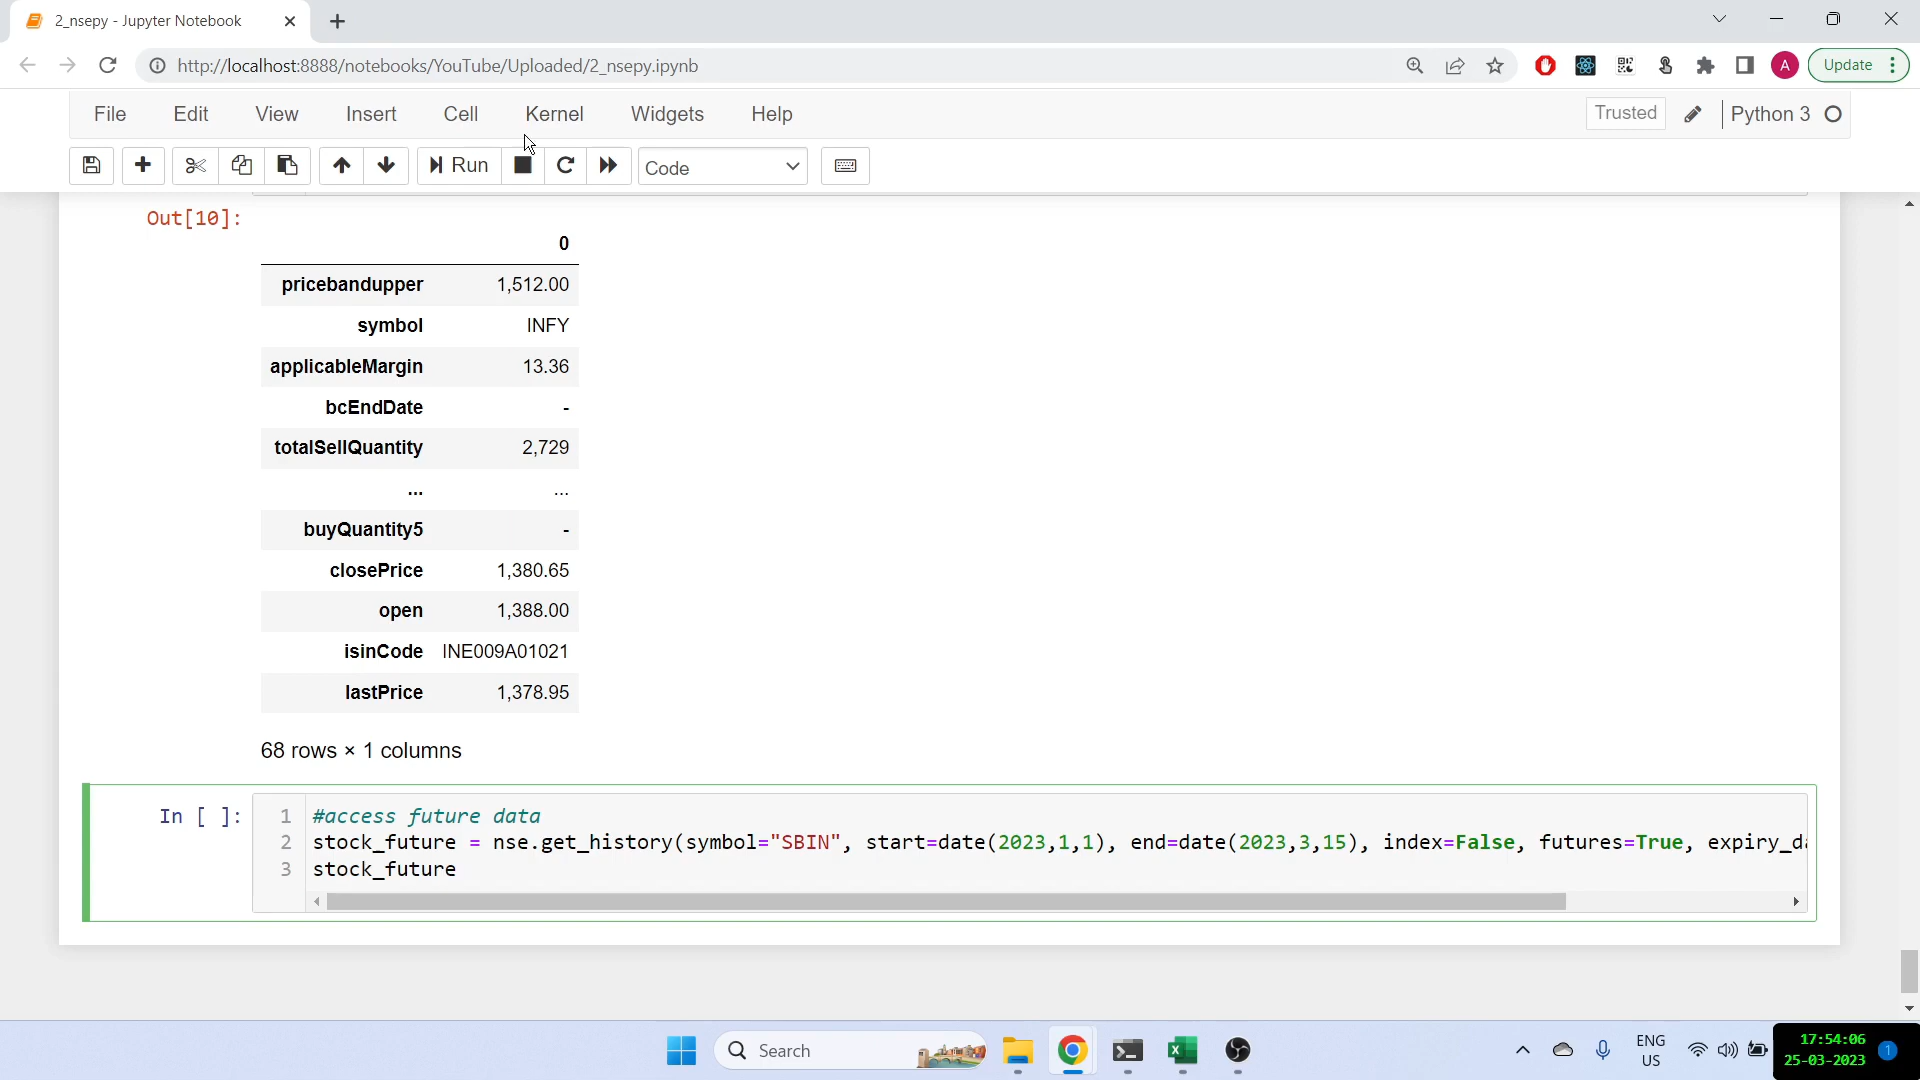 2_nsepy - Jupyter Notebook
http://localhost:8888/notebooks/YouTube/Uploaded/2_nsepy.ipynb
A
Update
File Edit View Insert Cell Kernel Widgets Help
Trusted
Python 3
Run
Code
Out[10]:
0
pricebandupper 1,512.00
symbol INFY
applicableMargin 13.36
bcEndDate -
totalSellQuantity 2,729
... ...
buyQuantity5 -
closePrice 1,380.65
open 1,388.00
isinCode INE009A01021
lastPrice 1,378.95
68 rows × 1 columns
In [ ]:
1 #access future data
2 stock_future = nse.get_history(symbol="SBIN", start=date(2023,1,1), end=date(2023,3,15), index=False, futures=True, expiry_d
3 stock_future
Search
ENG
US
17:54:06
25-03-2023
1